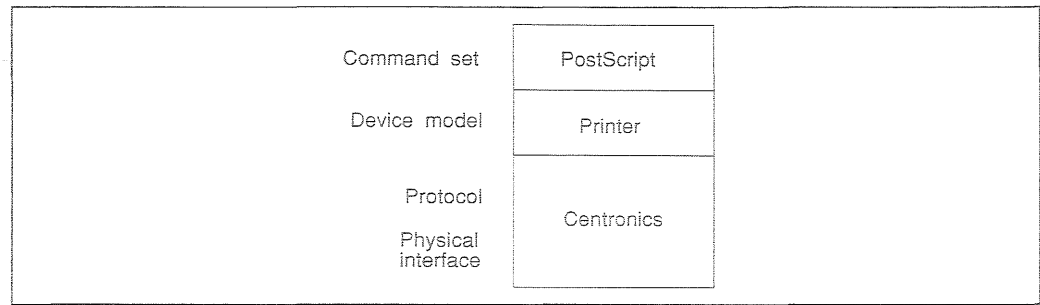 Command set PostScript
Device model Printer
Protocol
Centronics
Physical
interface